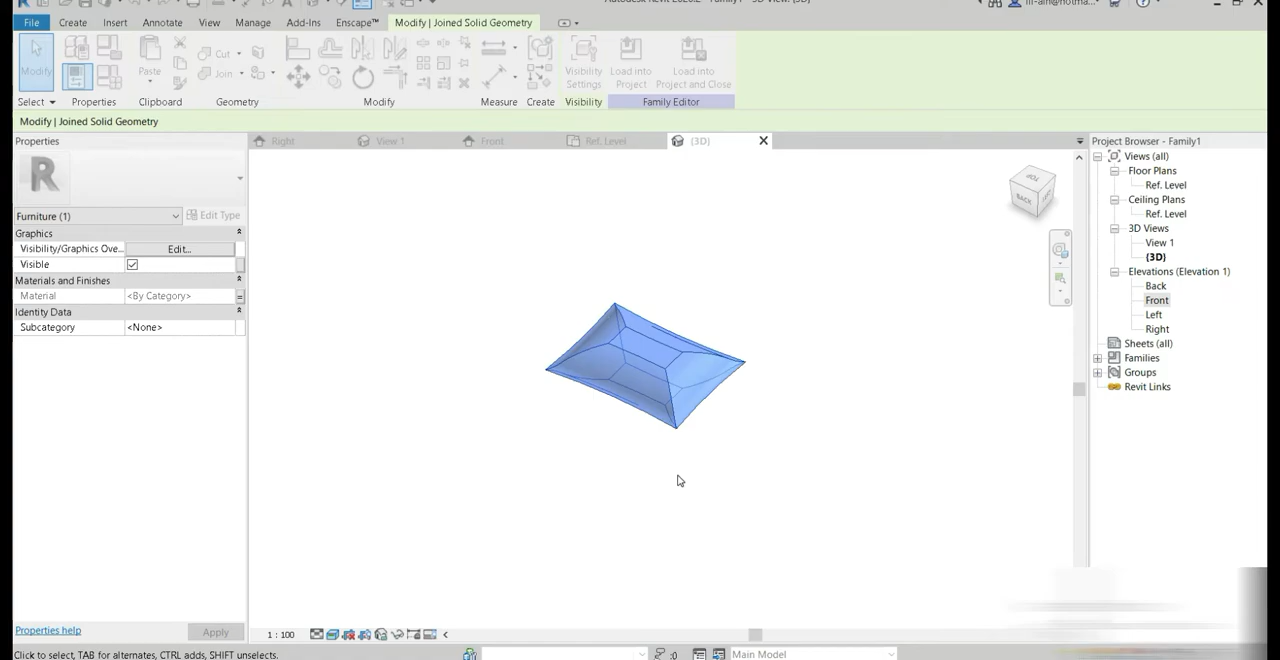 File
Create
Insert
Annotate
View
Manage
Add-Ins
Enscape™
Modify | Joined Solid Geometry
Modify
Paste
Cut
Join
Visibility Settings
Load into Project
Load into Project and Close
Select
Properties
Clipboard
Geometry
Modify
Measure
Create
Visibility
Family Editor
Modify | Joined Solid Geometry
Properties
Right
View 1
Front
Ref. Level
{3D}
Project Browser - Family1
Furniture (1)
Edit Type
Graphics
Visibility/Graphics Ove...
Edit...
Visible
Materials and Finishes
Material
<By Category>
Identity Data
Subcategory
<None>
TOP
BACK
Views (all)
Floor Plans
Ref. Level
Ceiling Plans
Ref. Level
3D Views
View 1
{3D}
Elevations (Elevation 1)
Back
Front
Left
Right
Sheets (all)
Families
Groups
Revit Links
Properties help
Apply
1 : 100
Click to select, TAB for alternates, CTRL adds, SHIFT unselects.
:0
Main Model